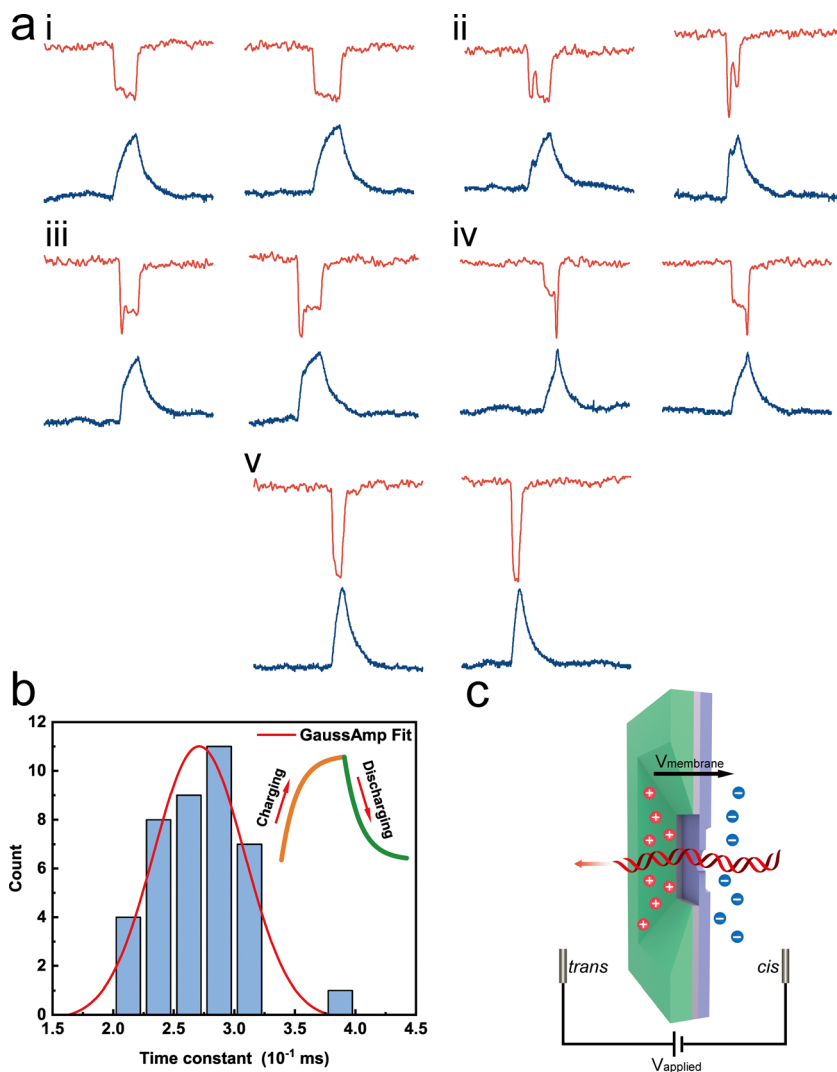 a
i
ii
iii
iv
v
b
GaussAmp Fit
Charging
Discharging
12
10
8
6
4
2
0
Count
1.5 2.0 2.5 3.0 3.5 4.0 4.5
Time constant (10⁻¹ ms)
c
Vmembrane
+ + + + + + + +
− − − − − − −
trans
cis
Vapplied